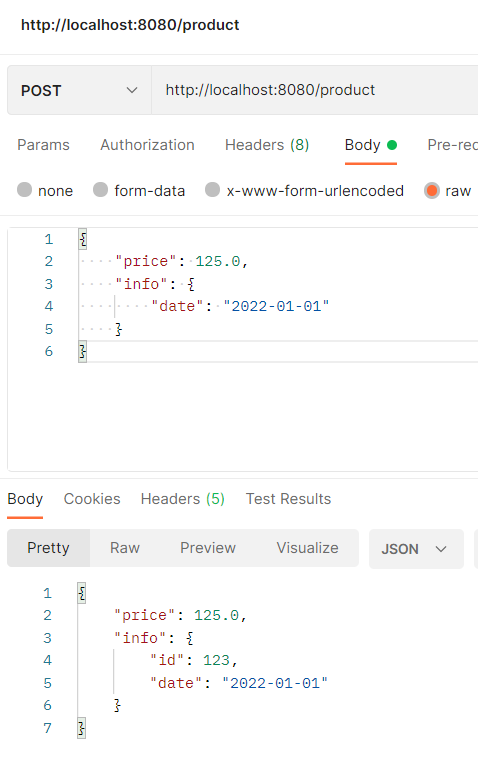 http://localhost:8080/product
POST http://localhost:8080/product
Params Authorization Headers (8) Body
none form-data x-www-form-urlencoded raw
1 {
2 "price": 125.0,
3 "info": {
4 "date": "2022-01-01"
5 }
6 }
Body Cookies Headers (5) Test Results
Pretty Raw Preview Visualize JSON
1 {
2 "price": 125.0,
3 "info": {
4 "id": 123,
5 "date": "2022-01-01"
6 }
7 }